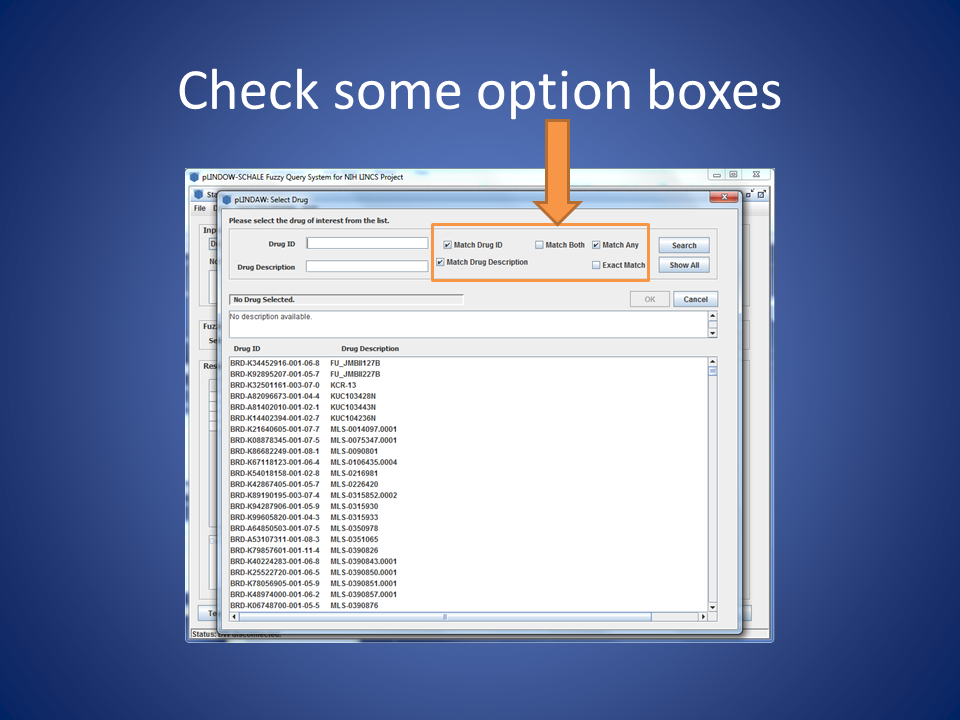 Check some option boxes
pLINDOW-SCHALE Fuzzy Query System for NIH LINCS Project
pLINDAW: Select Drug
File
Please select the drug of interest from the list.
Drug ID
Match Drug ID Match Both Match Any Search
Drug Description
Match Drug Description Exact Match Show All
No Drug Selected. OK Cancel
No description available.
Drug ID Drug Description
BRD-K34452916-001-06-8 FU_JMBII127B
BRD-K92895207-001-05-7 FU_JMBII227B
BRD-K32501161-003-07-0 KCR-13
BRD-A82096673-001-04-4 KUC103428N
BRD-A81402010-001-02-1 KUC103443N
BRD-K14402394-001-02-7 KUC104236N
BRD-K21640605-001-07-7 MLS-0014097.0001
BRD-K08878345-001-07-5 MLS-0075347.0001
BRD-K86682249-001-08-1 MLS-0090801
BRD-K67118123-001-06-4 MLS-0106435.0004
BRD-K54018158-001-02-8 MLS-0216981
BRD-K42867405-001-05-7 MLS-0226420
BRD-K89190195-003-07-4 MLS-0315852.0002
BRD-K94287906-001-05-9 MLS-0315930
BRD-K99605820-001-04-3 MLS-0315933
BRD-A64850503-001-07-5 MLS-0350978
BRD-A53107311-001-08-3 MLS-0351065
BRD-K79857601-001-11-4 MLS-0390826
BRD-K40224283-001-06-8 MLS-0390843.0001
BRD-K25522720-001-06-5 MLS-0390850.0001
BRD-K78056905-001-05-9 MLS-0390851.0001
BRD-K48974000-001-06-2 MLS-0390857.0001
BRD-K06748700-001-05-5 MLS-0390876
Status: disconnected.